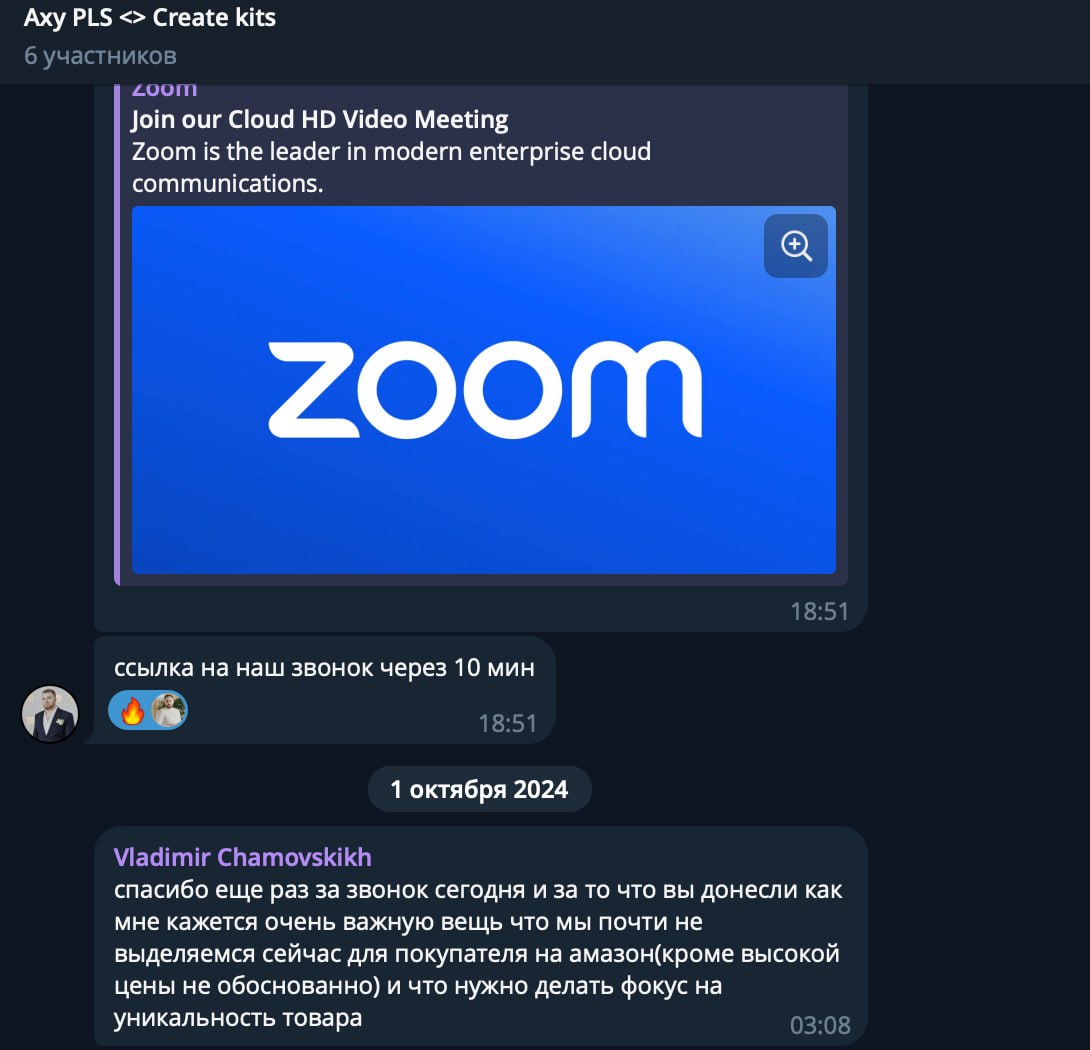 Axy PLS <> Create kits
6 участников
Zoom
Join our Cloud HD Video Meeting
Zoom is the leader in modern enterprise cloud
communications.
zoom
18:51
ссылка на наш звонок через 10 мин
18:51
1 октября 2024
Vladimir Chamovskikh
спасибо еще раз за звонок сегодня и за то что вы донесли как
мне кажется очень важную вещь что мы почти не
выделяемся сейчас для покупателя на амазон(кроме высокой
цены не обоснованно) и что нужно делать фокус на
уникальность товара
03:08